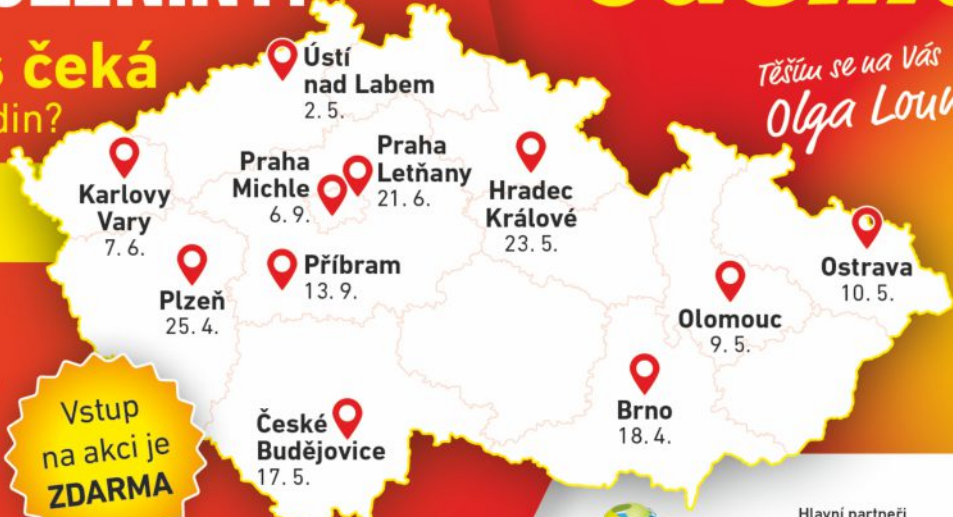 čeká
din?
Těším se na Vás
Olga
Ústí
nad Labem
2. 5.
Karlovy
Vary
7. 6.
Praha
Michle
6. 9.
Praha
Letňany
21. 6.
Hradec
Králové
23. 5.
Plzeň
25. 4.
Příbram
13. 9.
Ostrava
10. 5.
Olomouc
9. 5.
Brno
18. 4.
České
Budějovice
17. 5.
Vstup
na akci je
ZDARMA
Hlavní partneři